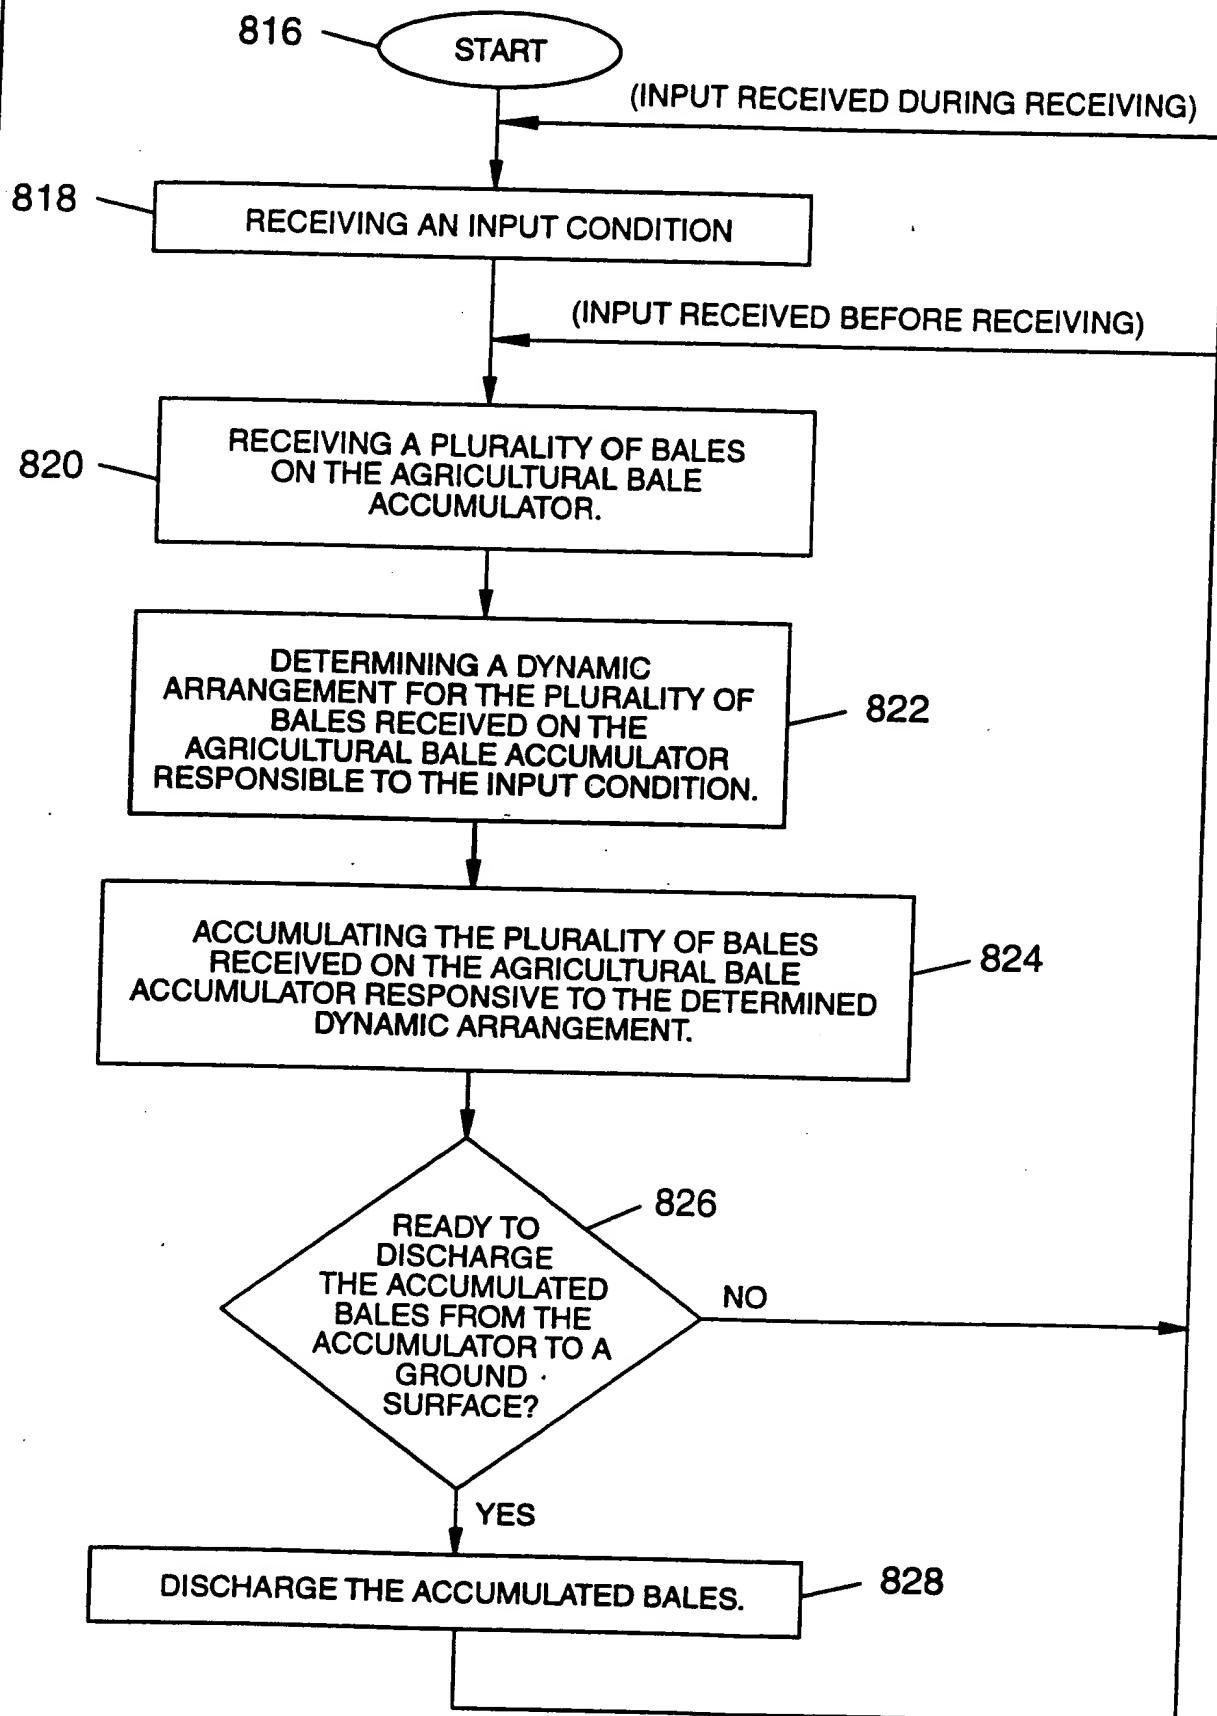 816
START
(INPUT RECEIVED DURING RECEIVING)
818
RECEIVING AN INPUT CONDITION
(INPUT RECEIVED BEFORE RECEIVING)
820
RECEIVING A PLURALITY OF BALES
ON THE AGRICULTURAL BALE
ACCUMULATOR.
DETERMINING A DYNAMIC
ARRANGEMENT FOR THE PLURALITY OF
BALES RECEIVED ON THE
AGRICULTURAL BALE ACCUMULATOR
RESPONSIBLE TO THE INPUT CONDITION.
822
ACCUMULATING THE PLURALITY OF BALES
RECEIVED ON THE AGRICULTURAL BALE
ACCUMULATOR RESPONSIVE TO THE DETERMINED
DYNAMIC ARRANGEMENT.
824
826
READY TO
DISCHARGE
THE ACCUMULATED
BALES FROM THE
ACCUMULATOR TO A
GROUND
SURFACE?
NO
YES
DISCHARGE THE ACCUMULATED BALES.
828